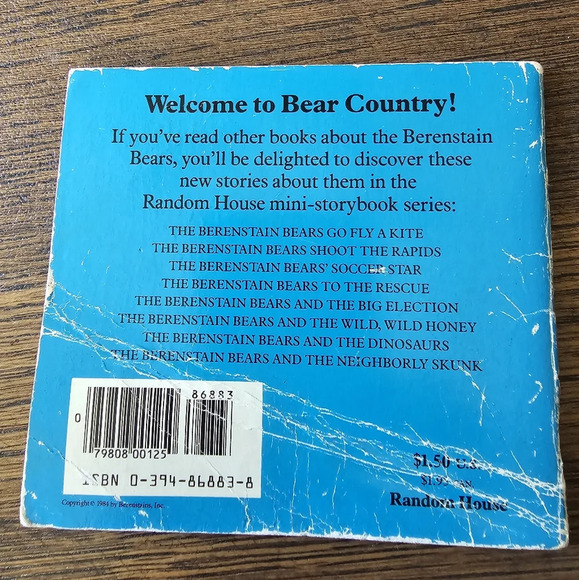 Welcome to Bear Country!
If you've read other books about the Berenstain
Bears, you'll be delighted to discover these
new stories about them in the
Random House mini-storybook series:
THE BERENSTAIN BEARS GO FLY A KITE
THE BERENSTAIN BEARS SHOOT THE RAPIDS
THE BERENSTAIN BEARS' SOCCER STAR
THE BERENSTAIN BEARS TO THE RESCUE
THE BERENSTAIN BEARS AND THE BIG ELECTION
THE BERENSTAIN BEARS AND THE WILD, WILD HONEY
THE BERENSTAIN BEARS AND THE DINOSAURS
THE BERENSTAIN BEARS AND THE NEIGHBORLY SKUNK
86883
0
79808 00125
ISBN 0-394-86883-8
$1.50 U.S.
$1.95 CAN
Random House
Copyright © 1984 by Berenstains, Inc.